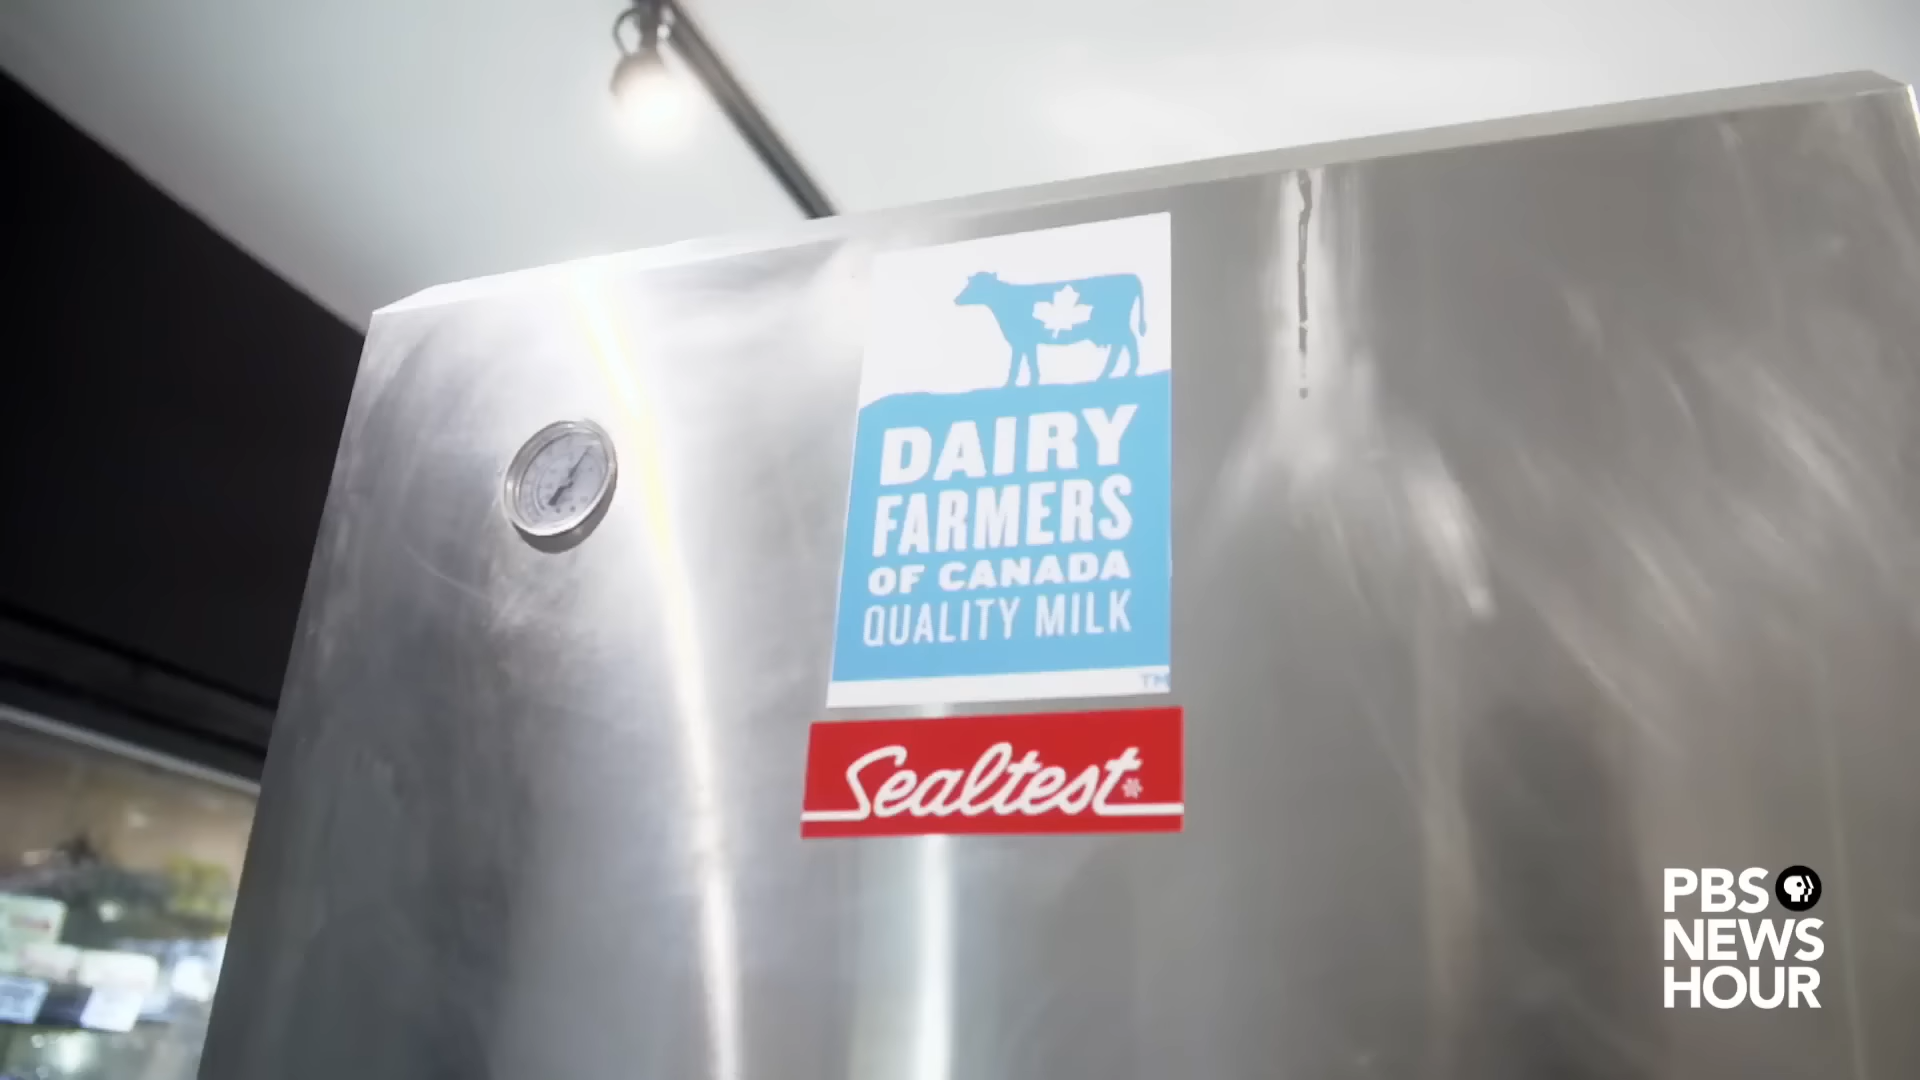 DAIRY
FARMERS
OF CANADA
QUALITY MILK
TM
Sealtest
PBS
NEWS
HOUR